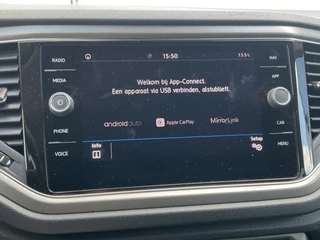 RADIO
15:50
13.5°C
NAV
MEDIA
APP
Welkom bij App-Connect.
Een apparaat via USB verbinden, alstublieft.
androidauto
Apple CarPlay
MirrorLink
PHONE
CAR
VOICE
Info
Setup
MENU